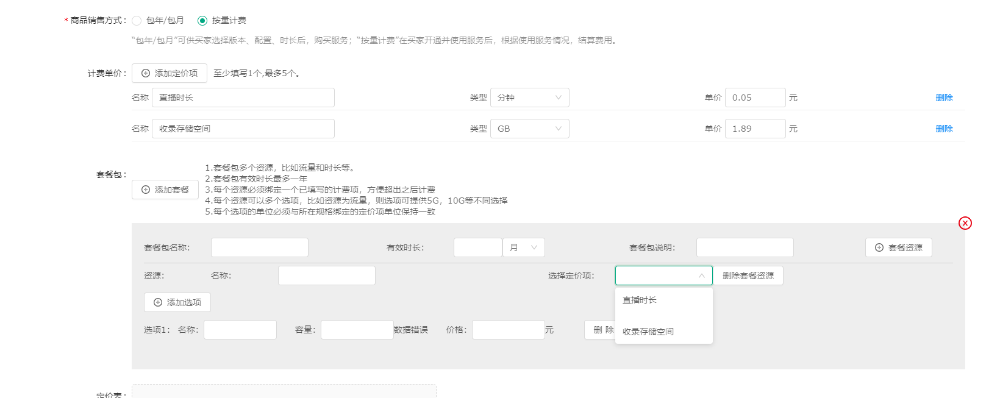 * 商品销售方式： 包年/包月 按量计费
“包年/包月”可供买家选择版本、配置、时长后，购买服务；“按量计费”在买家开通并使用服务后，根据使用服务情况，结算费用。
计费单价： 添加定价项 至少填写1个,最多5个。
名称 直播时长 类型 分钟 单价 0.05 元 删除
名称 收录存储空间 类型 GB 单价 1.89 元 删除
套餐包： 添加套餐
1.套餐包多个资源，比如流量和时长等。
2.套餐包有效时长最多一年
3.每个资源必须绑定一个已填写的计费项，方便超出之后计费
4.每个资源可以多个选项，比如资源为流量，则选项可提供5G，10G等不同选择
5.每个选项的单位必须与所在规格绑定的定价项单位保持一致
套餐包名称： 有效时长： 月 套餐包说明： 套餐资源
资源： 名称： 选择定价项： 删除套餐资源
直播时长
添加选项
选项1： 名称： 容量： 数据错误 价格： 元 删 除
收录存储空间
定价表：